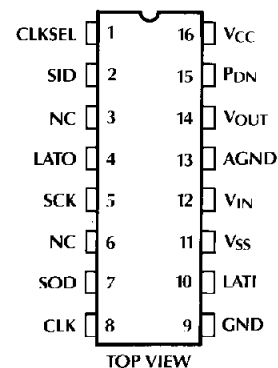 CLKSEL 1 16 VCC
SID 2 15 PDN
NC 3 14 VOUT
LATO 4 13 AGND
SCK 5 12 VIN
NC 6 11 VSS
SOD 7 10 LATI
CLK 8 9 GND
TOP VIEW